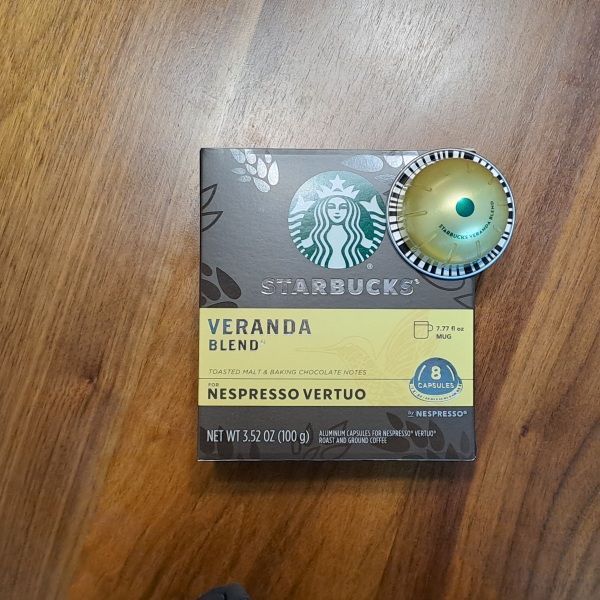 STARBUCKS®
VERANDA
BLEND™
7.77 fl oz
MUG
TOASTED MALT & BAKING CHOCOLATE NOTES
8
CAPSULES
FOR
NESPRESSO VERTUO
by NESPRESSO®
NET WT 3.52 OZ (100 g)
ALUMINUM CAPSULES FOR NESPRESSO® VERTUO®
ROAST AND GROUND COFFEE
STARBUCKS VERANDA BLEND